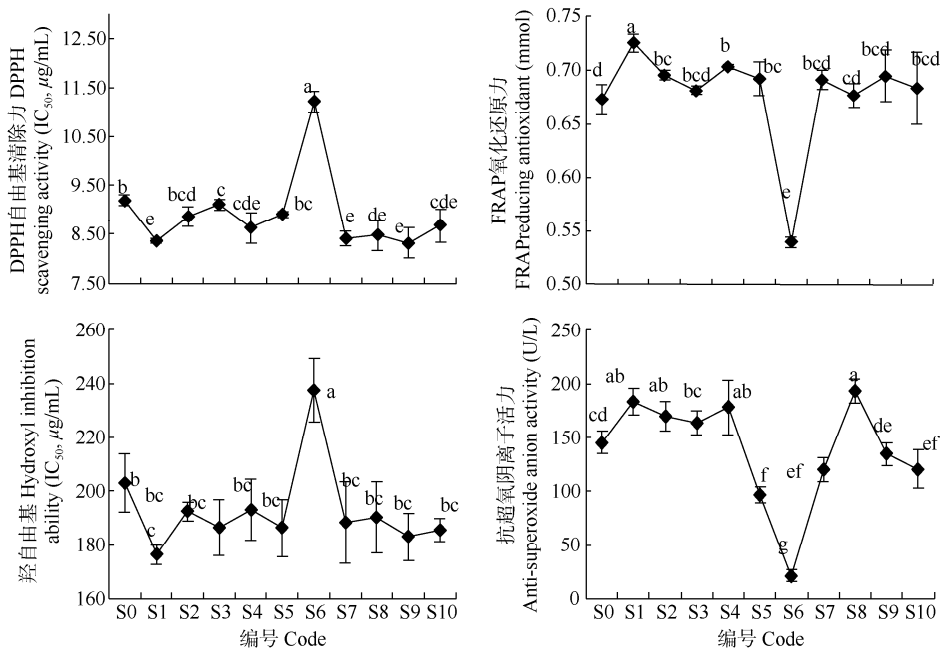 DPPH自由基清除力 DPPH
scavenging activity (IC50, μg/mL)
12.50
11.50
9.50
8.50
7.50
b
e
bcd
c
cde
bc
a
e
de
e
cde
FRAP氧化还原力
FRAPreducing antioxidant (mmol)
0.75
0.70
0.65
0.60
0.55
0.50
d
a
bc
bcd
b
bc
e
bcd
cd
bcd
bcd
羟自由基 Hydroxyl inhibition
ability (IC50, μg/mL)
260
240
220
200
180
160
b
bc
c
bc
bc
bc
a
bc
bc
bc
bc
S0 S1 S2 S3 S4 S5 S6 S7 S8 S9 S10
编号 Code
抗超氧阴离子活力
Anti-superoxide anion activity (U/L)
250
200
150
100
50
0
cd
ab
ab
bc
ab
f
g
ef
a
de
ef
S0 S1 S2 S3 S4 S5 S6 S7 S8 S9 S10
编号 Code